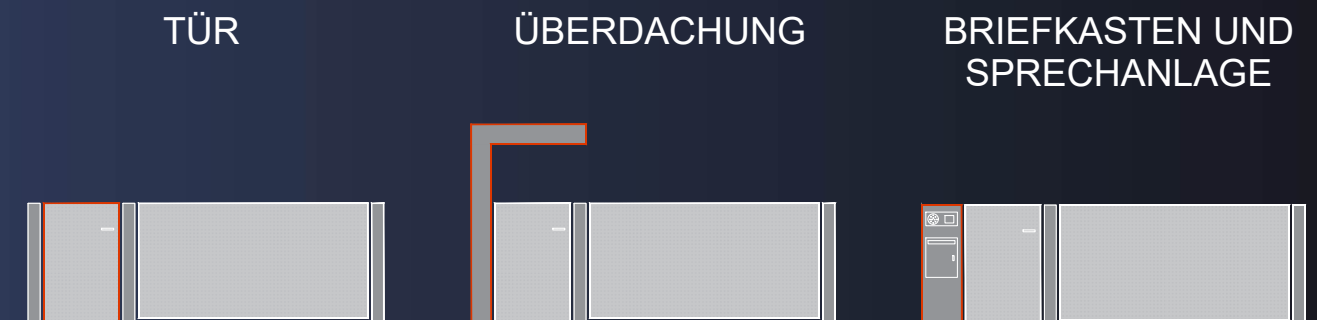 TÜR
ÜBERDACHUNG
BRIEFKASTEN UND
SPRECHANLAGE